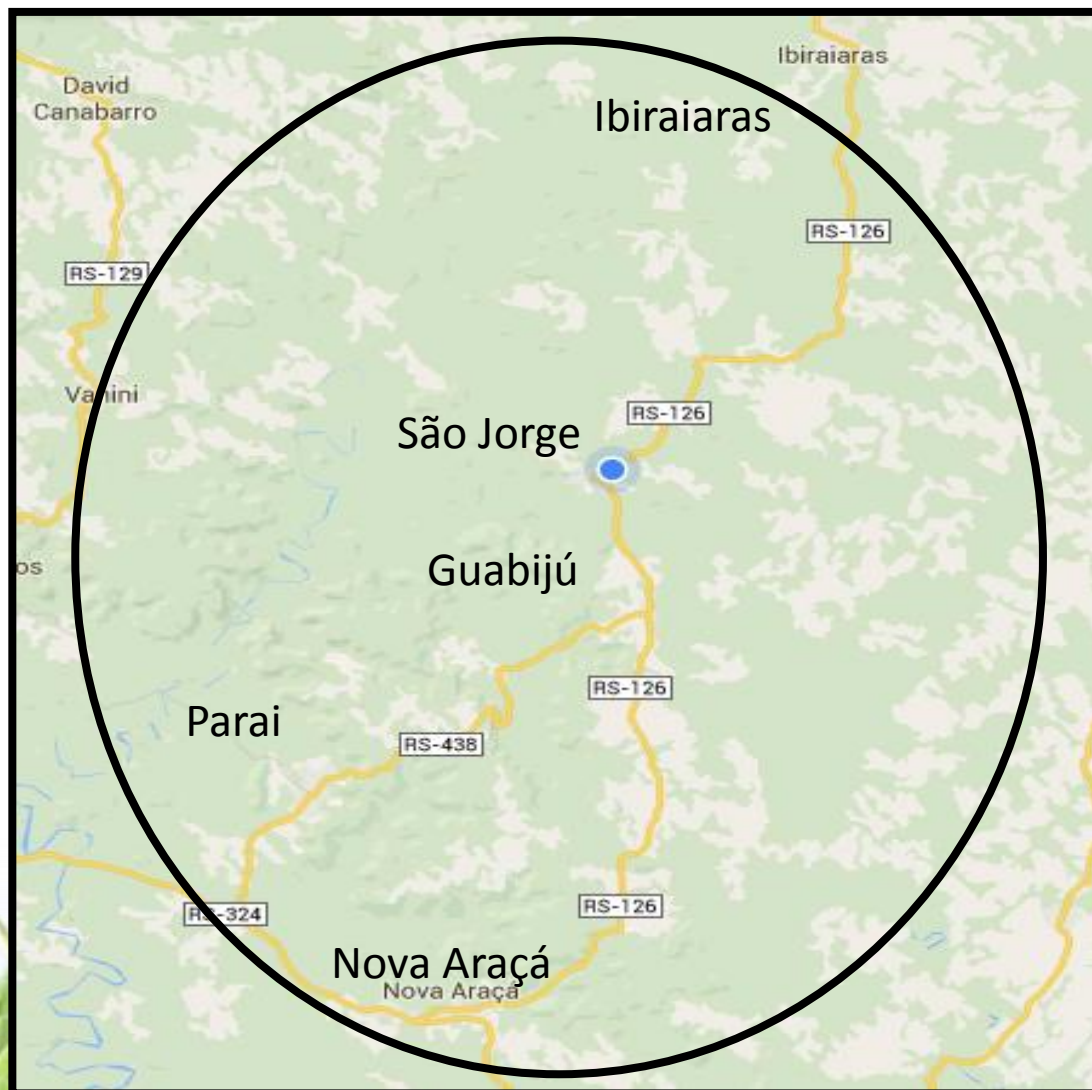 Ibiraiaras
David
Canabarro
Ibiraiaras
RS-126
RS-129
Vanini
RS-126
São Jorge
os
Guabijú
RS-126
Parai
RS-438
RS-324
RS-126
Nova Araçá
Nova Araçá